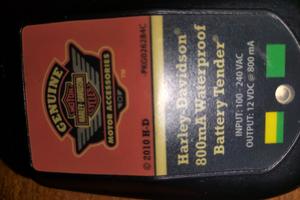 GENUINE
HARLEY-DAVIDSON
MOTOR ACCESSORIES
™
© 2010 H-D
Harley-Davidson®
800mA Waterproof
Battery Tender®
INPUT: 100 - 240 VAC
OUTPUT: 12 VDC @ 800 mA